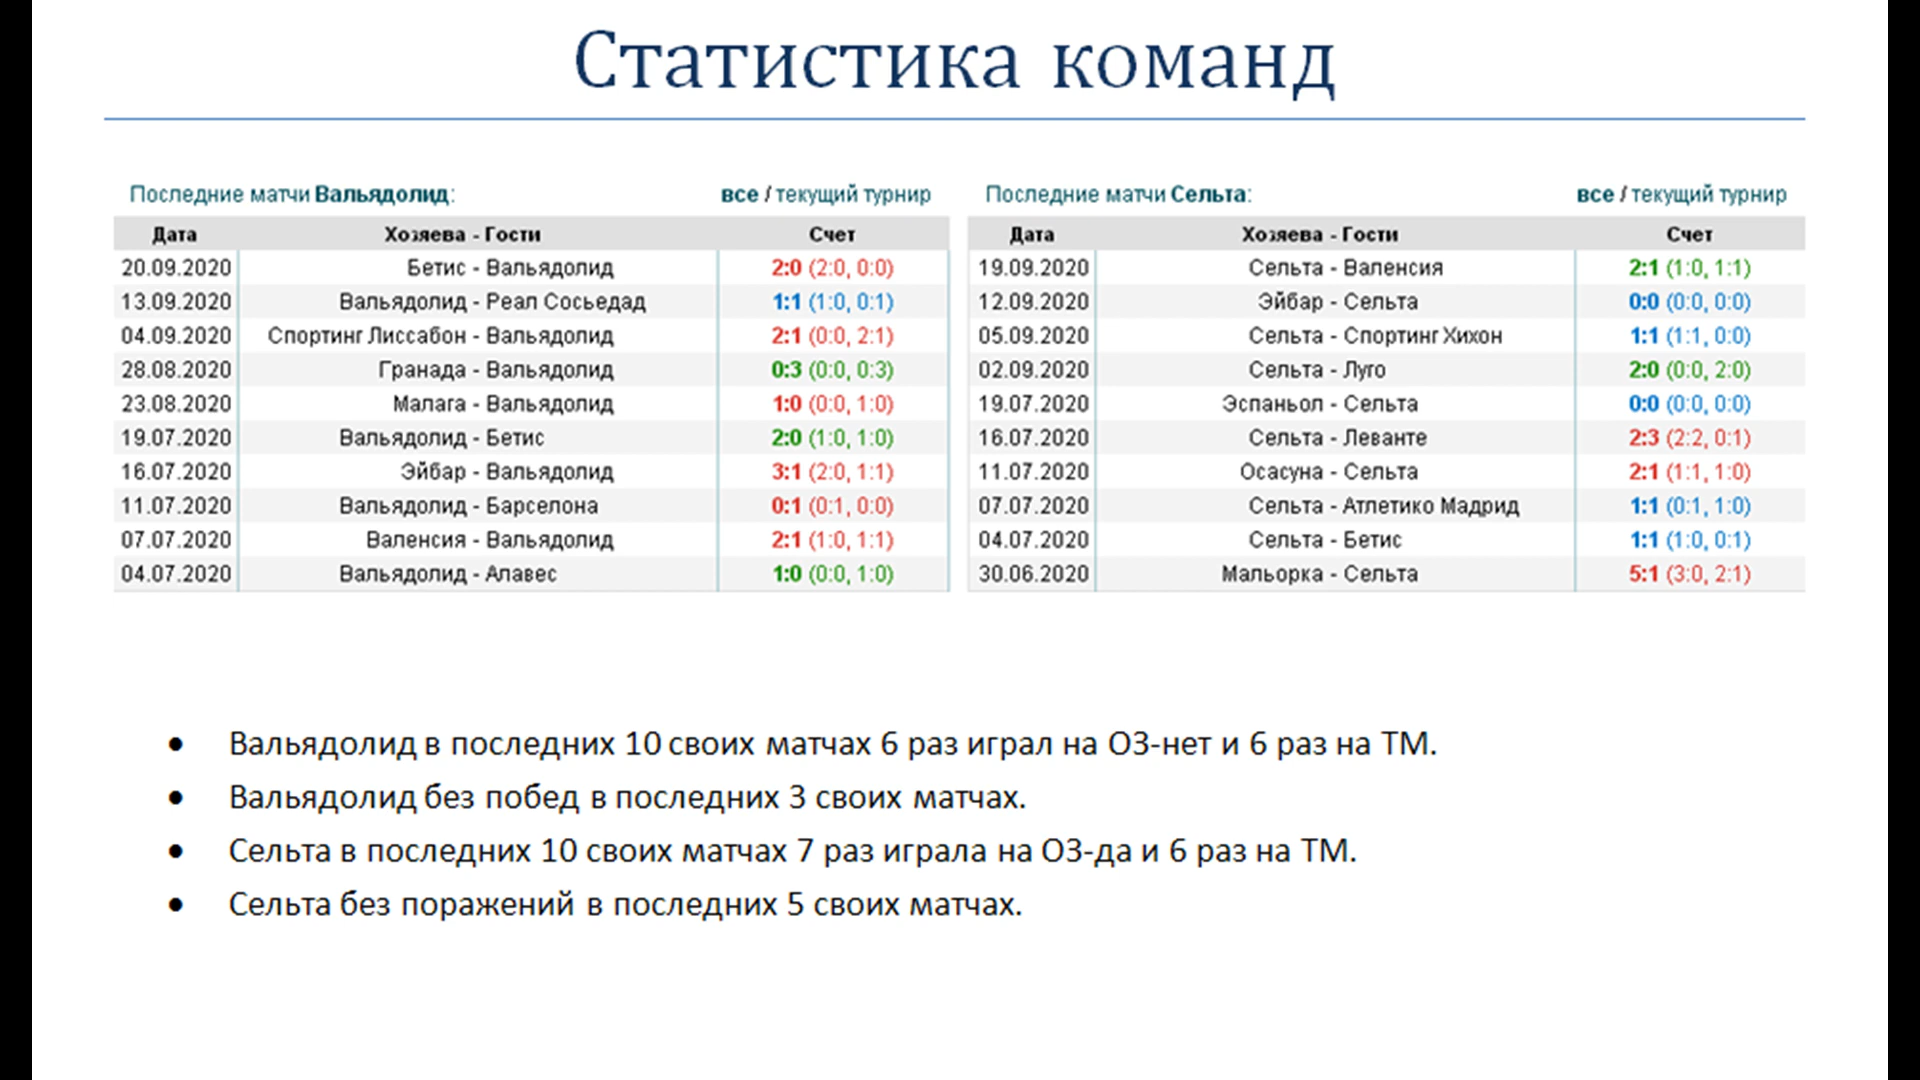 Статистика команд
Последние матчи Вальядолид: все / текущий турнир
Дата Хозяева - Гости Счет
20.09.2020 Бетис - Вальядолид 2:0 (2:0, 0:0)
13.09.2020 Вальядолид - Реал Сосьедад 1:1 (1:0, 0:1)
04.09.2020 Спортинг Лиссабон - Вальядолид 2:1 (0:0, 2:1)
28.08.2020 Гранада - Вальядолид 0:3 (0:0, 0:3)
23.08.2020 Малага - Вальядолид 1:0 (0:0, 1:0)
19.07.2020 Вальядолид - Бетис 2:0 (1:0, 1:0)
16.07.2020 Эйбар - Вальядолид 3:1 (2:0, 1:1)
11.07.2020 Вальядолид - Барселона 0:1 (0:1, 0:0)
07.07.2020 Валенсия - Вальядолид 2:1 (1:0, 1:1)
04.07.2020 Вальядолид - Алавес 1:0 (0:0, 1:0)
Последние матчи Сельта: все / текущий турнир
Дата Хозяева - Гости Счет
19.09.2020 Сельта - Валенсия 2:1 (1:0, 1:1)
12.09.2020 Эйбар - Сельта 0:0 (0:0, 0:0)
05.09.2020 Сельта - Спортинг Хихон 1:1 (1:1, 0:0)
02.09.2020 Сельта - Луго 2:0 (0:0, 2:0)
19.07.2020 Эспаньол - Сельта 0:0 (0:0, 0:0)
16.07.2020 Сельта - Леванте 2:3 (2:2, 0:1)
11.07.2020 Осасуна - Сельта 2:1 (1:1, 1:0)
07.07.2020 Сельта - Атлетико Мадрид 1:1 (0:1, 1:0)
04.07.2020 Сельта - Бетис 1:1 (1:0, 0:1)
30.06.2020 Мальорка - Сельта 5:1 (3:0, 2:1)
• Вальядолид в последних 10 своих матчах 6 раз играл на ОЗ-нет и 6 раз на ТМ.
• Вальядолид без побед в последних 3 своих матчах.
• Сельта в последних 10 своих матчах 7 раз играла на ОЗ-да и 6 раз на ТМ.
• Сельта без поражений в последних 5 своих матчах.